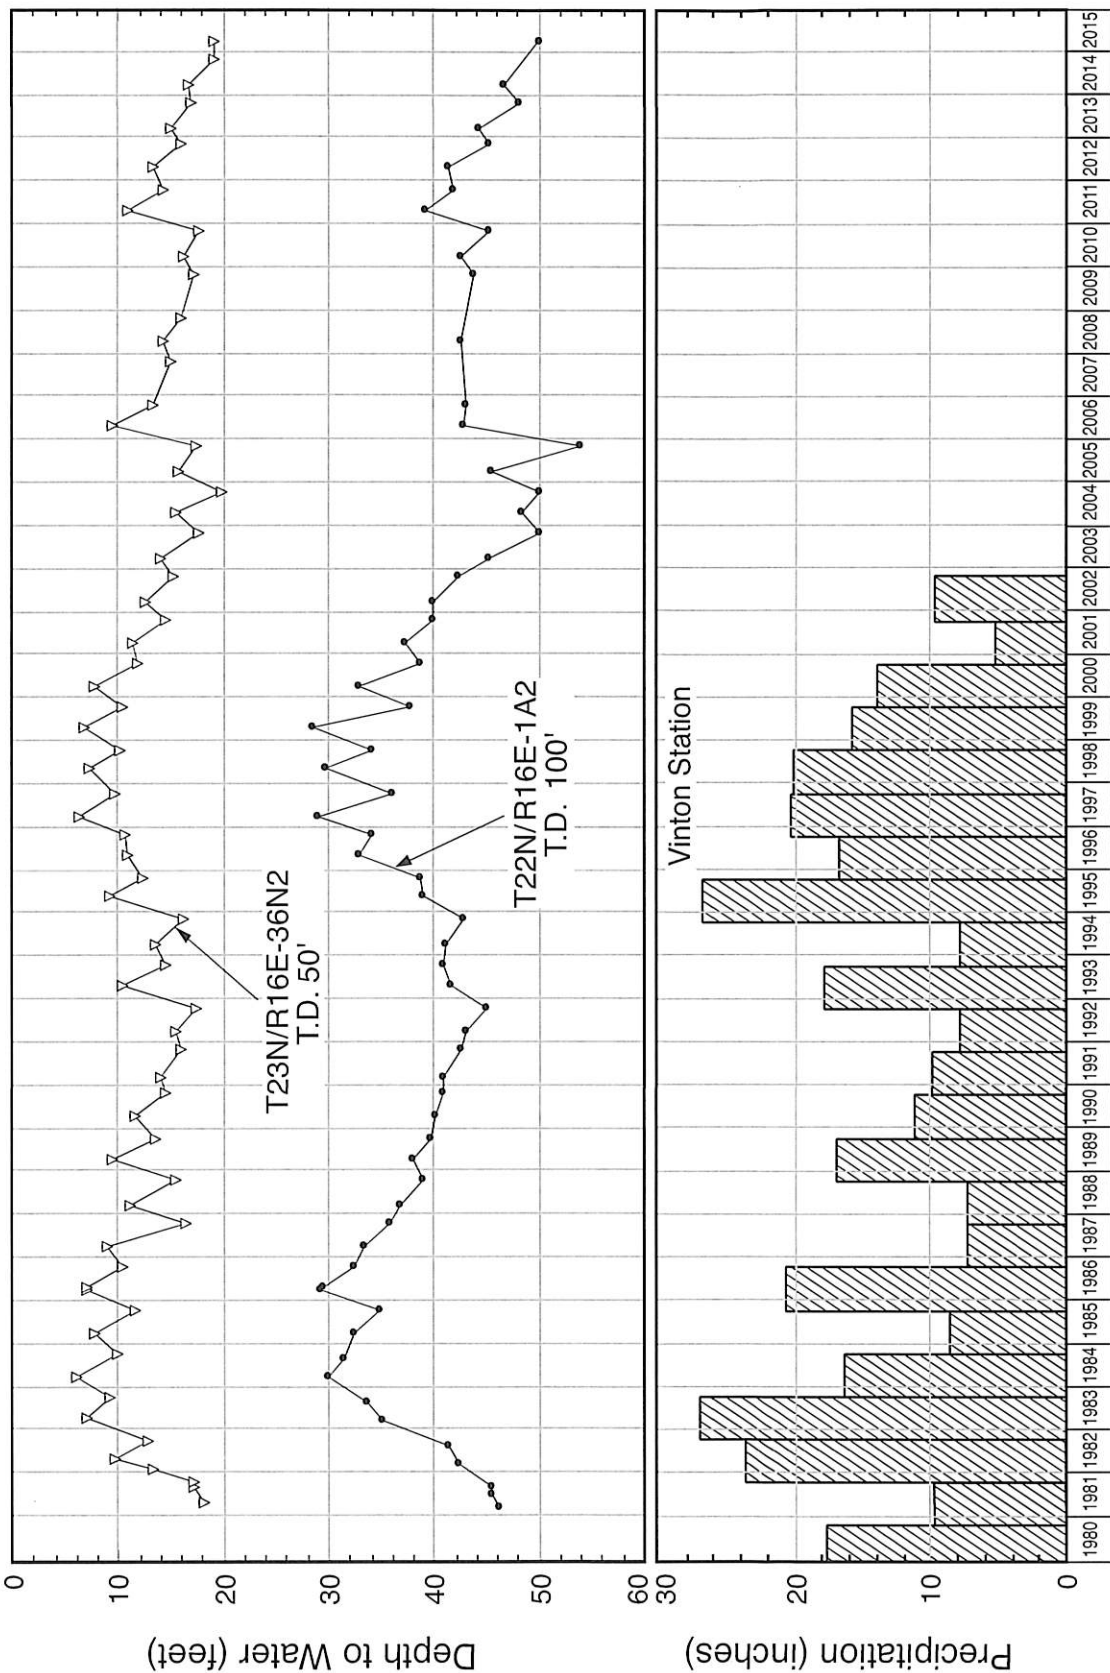 Depth to Water (feet)
0
10
20
30
40
50
60
T23N/R16E-36N2
T.D. 50'
T22N/R16E-1A2
T.D. 100'
Precipitation (inches)
30
20
10
0
Vinton Station
1980 1981 1982 1983 1984 1985 1986 1987 1988 1989 1990 1991 1992 1993 1994 1995 1996 1997 1998 1999 2000 2001 2002 2003 2004 2005 2006 2007 2008 2009 2010 2011 2012 2013 2014 2015